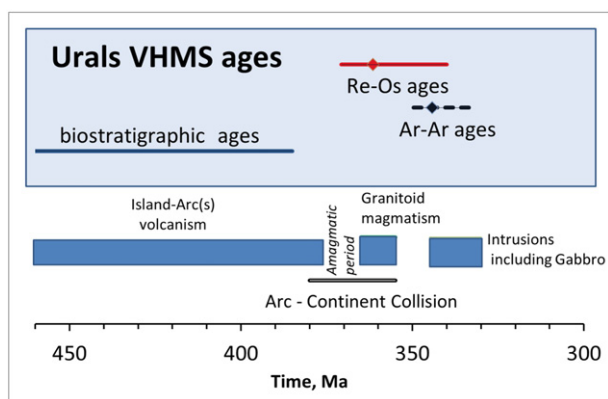 Urals VHMS ages
Re-Os ages
Ar-Ar ages
biostratigraphic ages
Island-Arc(s)
volcanism
Amagmatic
period
Granitoid
magmatism
Intrusions
including Gabbro
Arc - Continent Collision
450 400 350 300
Time, Ma